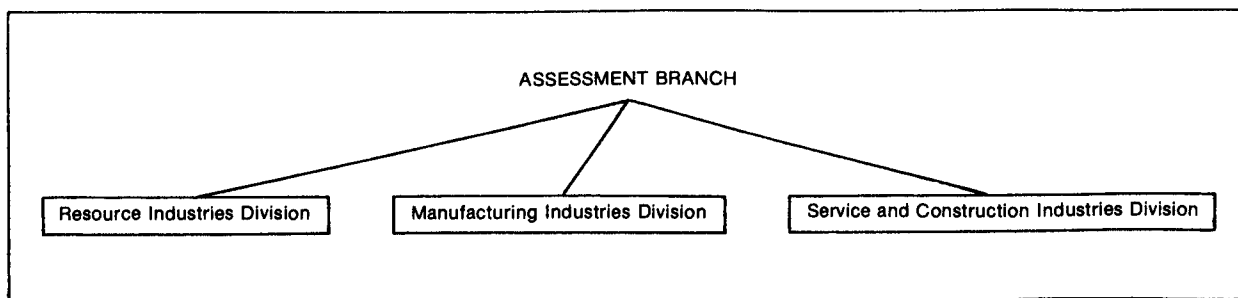 ASSESSMENT BRANCH
Resource Industries Division
Manufacturing Industries Division
Service and Construction Industries Division